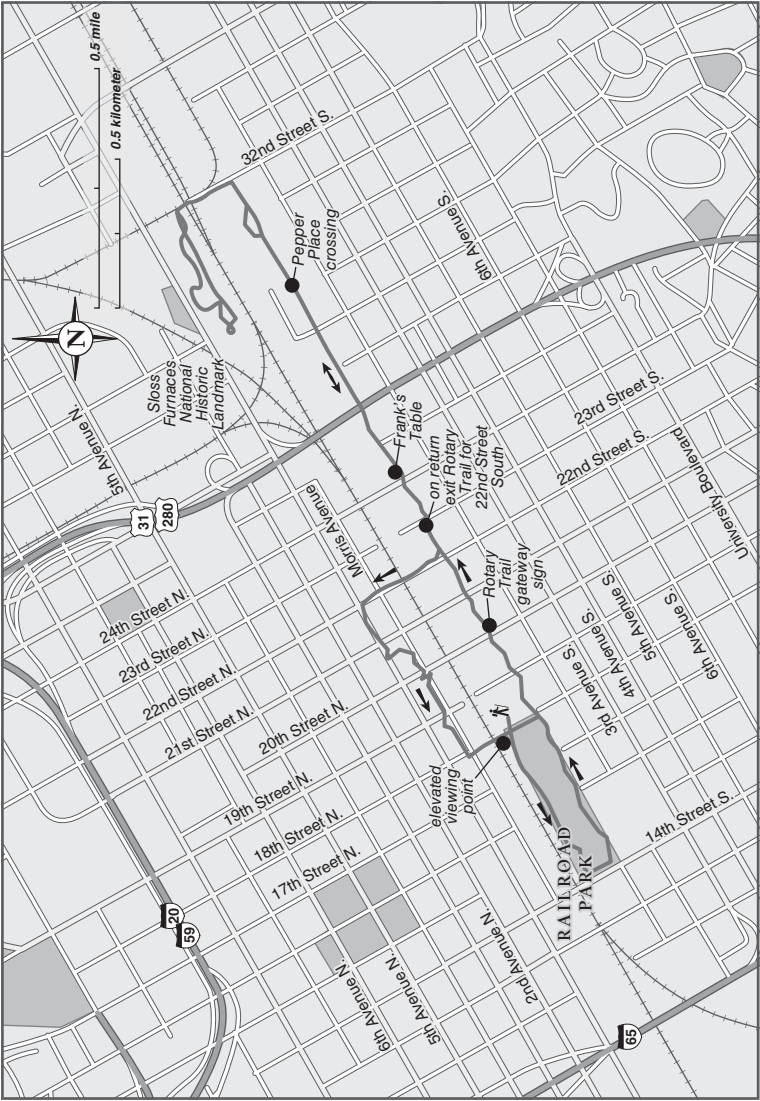 0.5 mile
0.5 kilometer
32nd Street S.
Pepper
Place
crossing
6th Avenue S.
N
Sloss
Furnaces
National
Historic
Landmark
5th Avenue N.
31
280
Morris Avenue
Frank's
Table
on return
exit Rotary
Trail for
22nd Street
South
23rd Street S.
22nd Street S.
University Boulevard
Rotary
Trail
gateway
sign
24th Street N.
23rd Street N.
22nd Street N.
21st Street N.
20th Street N.
19th Street N.
18th Street N.
17th Street N.
3rd Avenue S.
4th Avenue S.
5th Avenue S.
6th Avenue S.
elevated
viewing
point
14th Street S.
RAILROAD
PARK
20
59
6th Avenue N.
5th Avenue N.
2nd Avenue N.
65